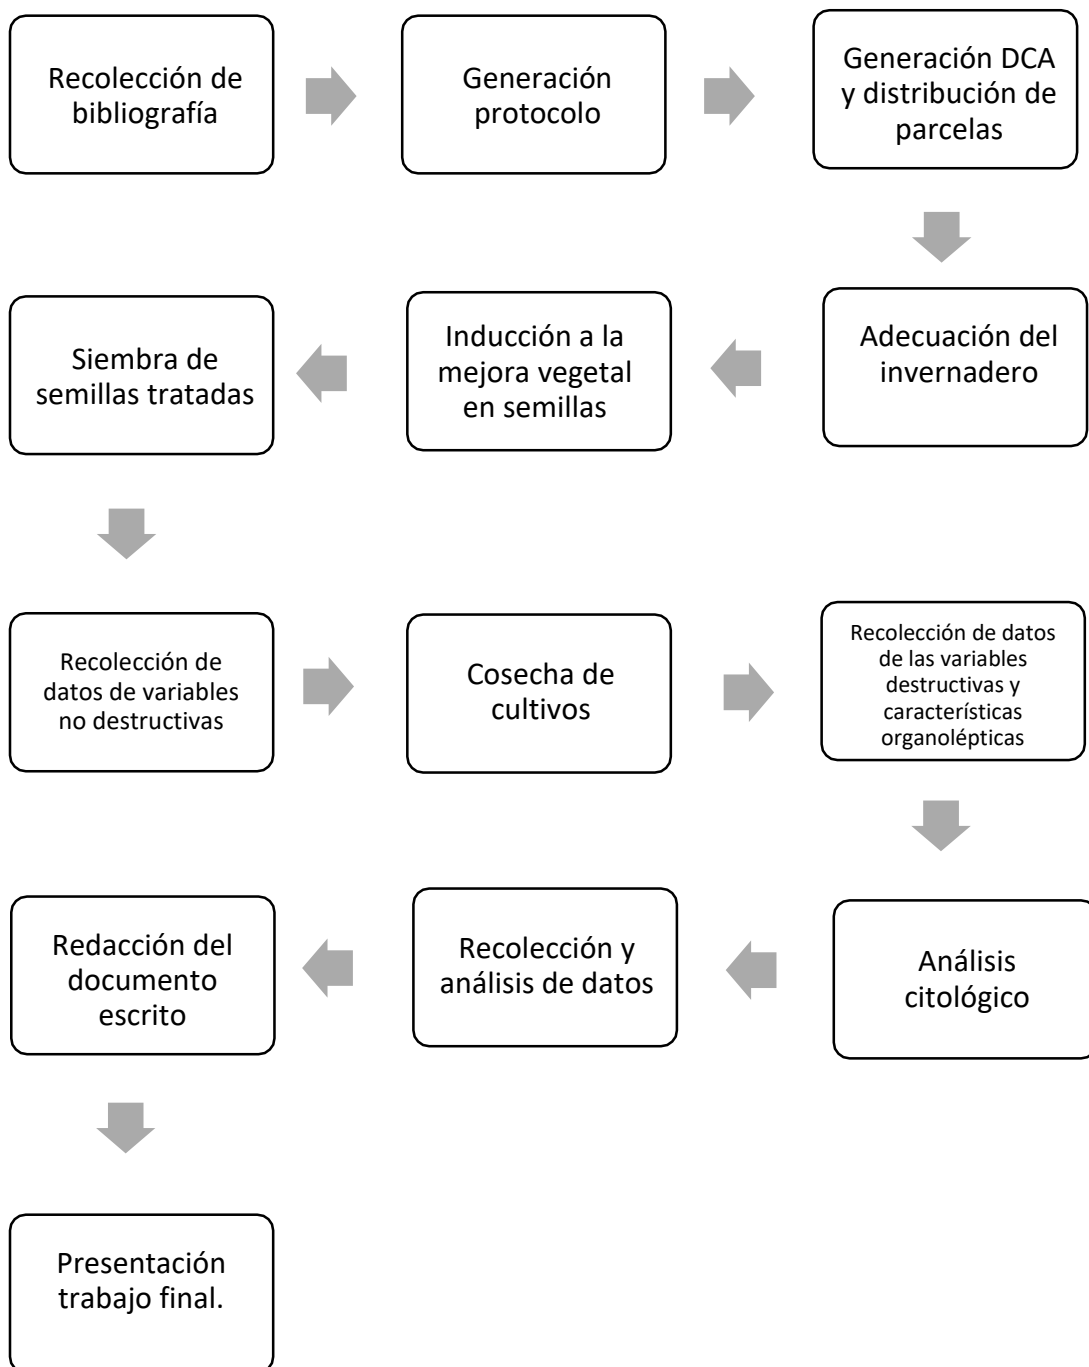 Recolección de
bibliografía
Generación
protocolo
Generación DCA
y distribución de
parcelas
Adecuación del
invernadero
Inducción a la
mejora vegetal
en semillas
Siembra de
semillas tratadas
Recolección de
datos de variables
no destructivas
Cosecha de
cultivos
Recolección de datos
de las variables
destructivas y
características
organolépticas
Análisis
citológico
Recolección y
análisis de datos
Redacción del
documento
escrito
Presentación
trabajo final.